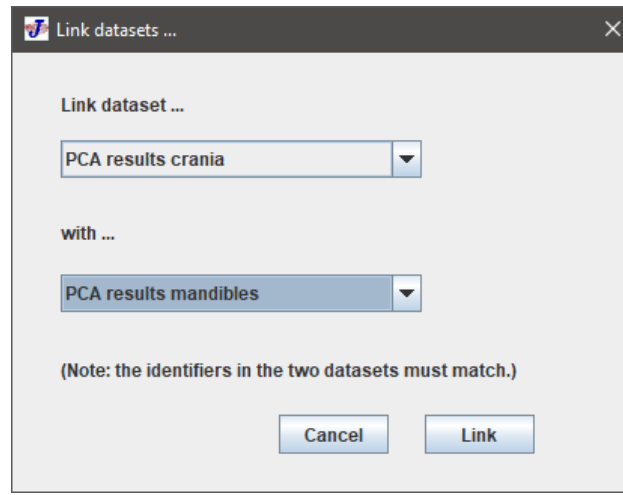 Link datasets ...
Link dataset ...
PCA results crania
with ...
PCA results mandibles
(Note: the identifiers in the two datasets must match.)
Cancel Link